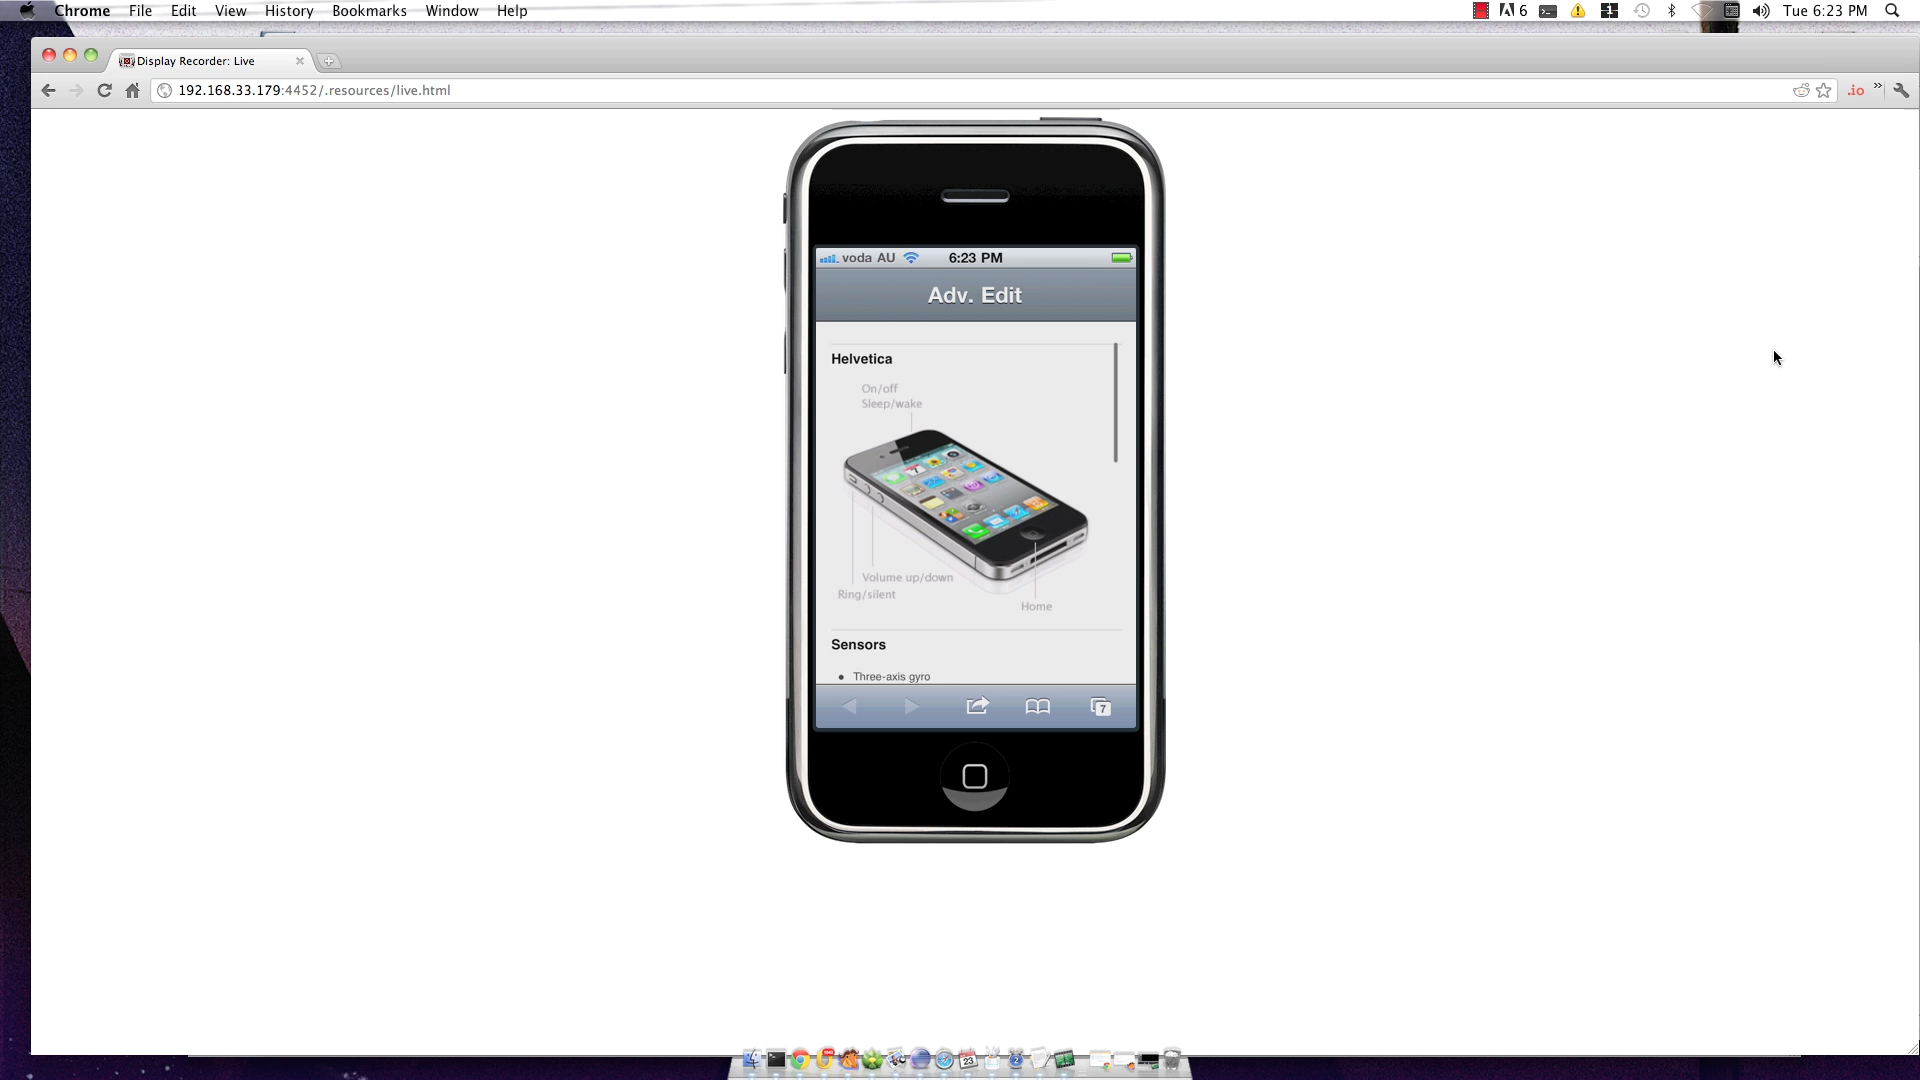 Chrome File Edit View History Bookmarks Window Help
6
Tue 6:23 PM
Display Recorder: Live
192.168.33.179:4452/.resources/live.html
.io
voda AU
6:23 PM
Adv. Edit
Helvetica
On/off
Sleep/wake
Volume up/down
Ring/silent
Home
Sensors
Three-axis gyro
7
23